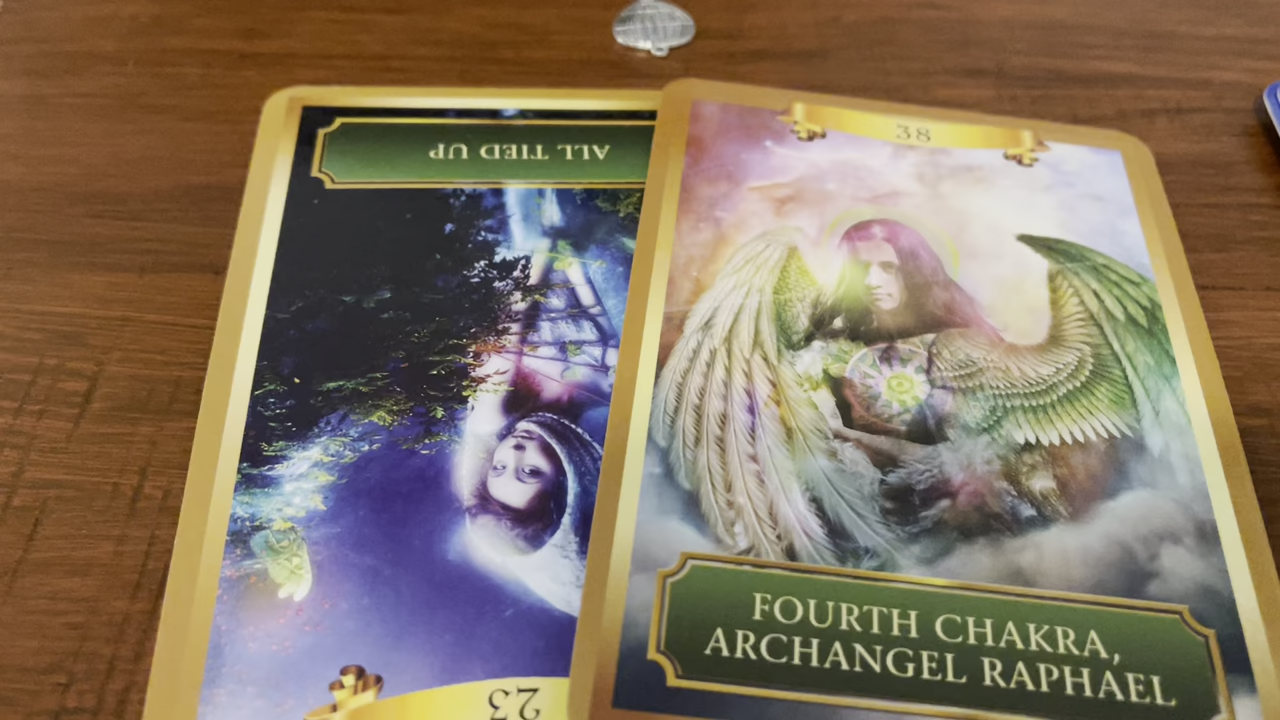 ALL TIED UP
23
38
FOURTH CHAKRA,
ARCHANGEL RAPHAEL